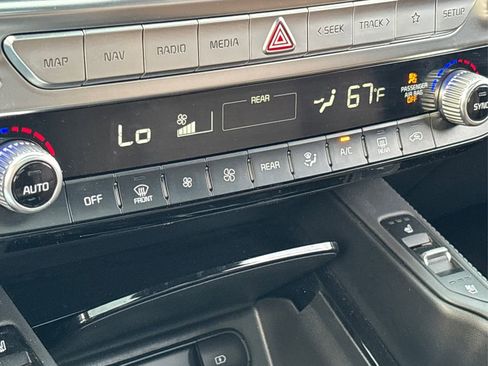 MAP NAV RADIO MEDIA < SEEK TRACK > SETUP
Lo REAR 67°F PASSENGER AIR BAG OFF
AUTO SYNC
OFF FRONT REAR A/C REAR